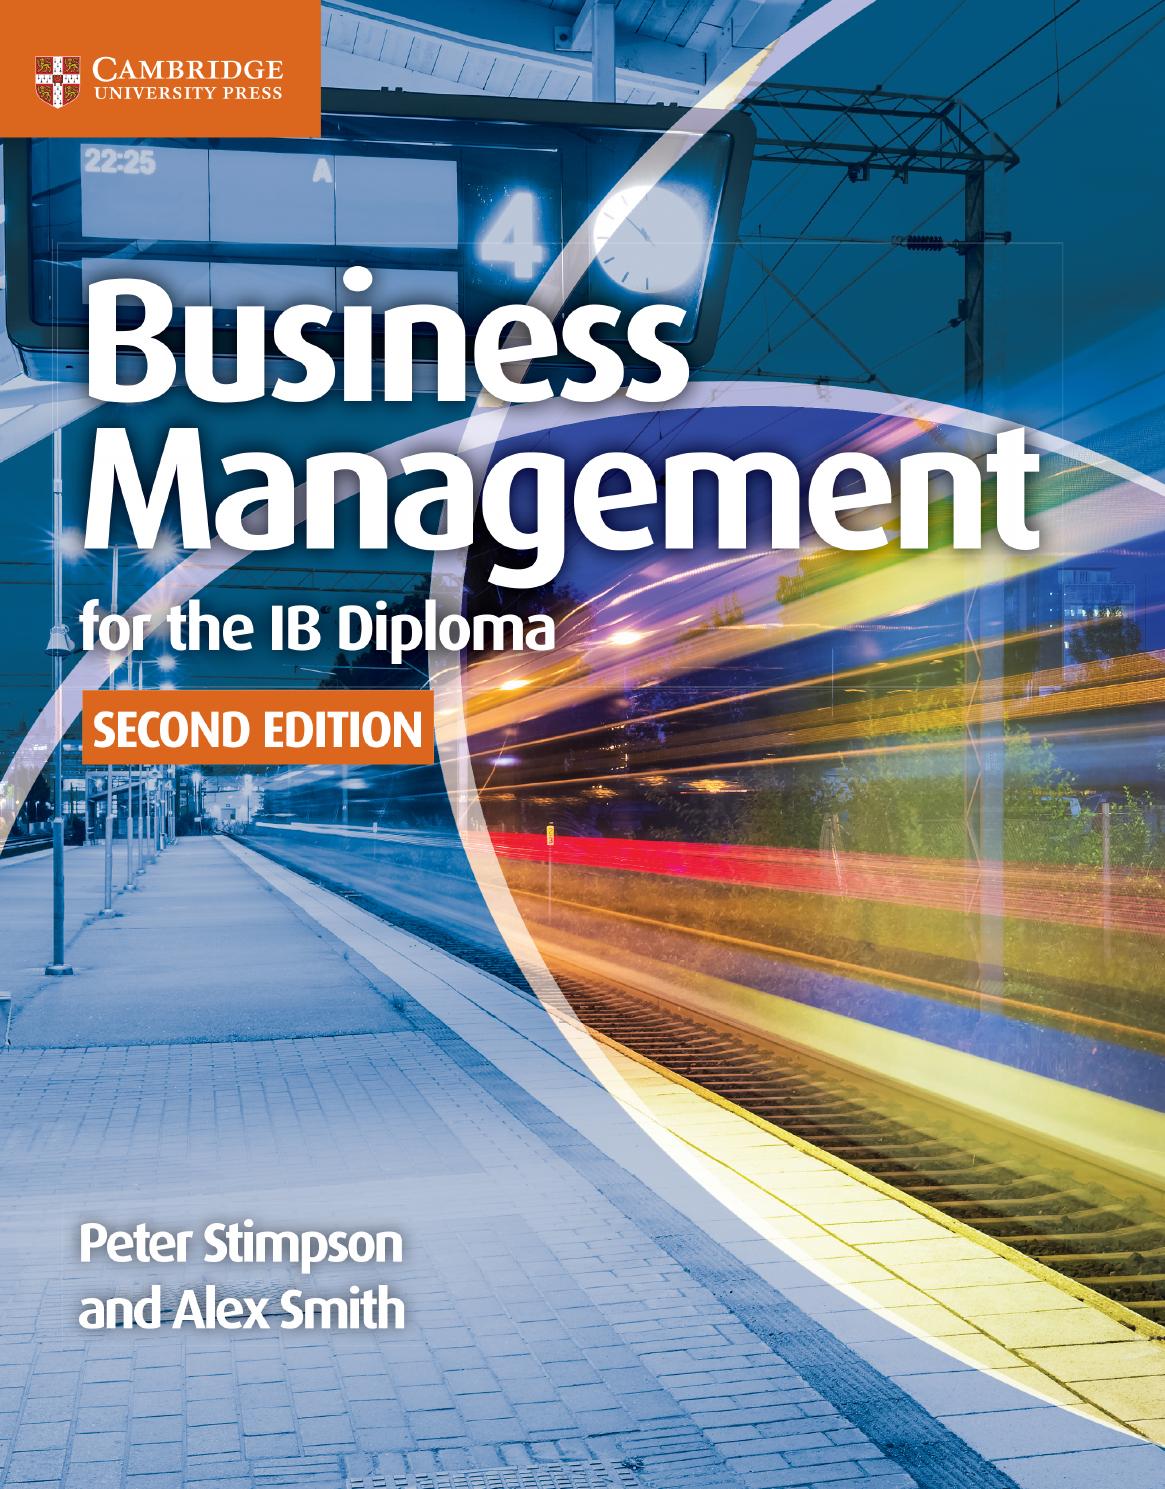 CAMBRIDGE
UNIVERSITY PRESS
22:25
A
4
Business
Management
for the IB Diploma
SECOND EDITION
Peter Stimpson
and Alex Smith